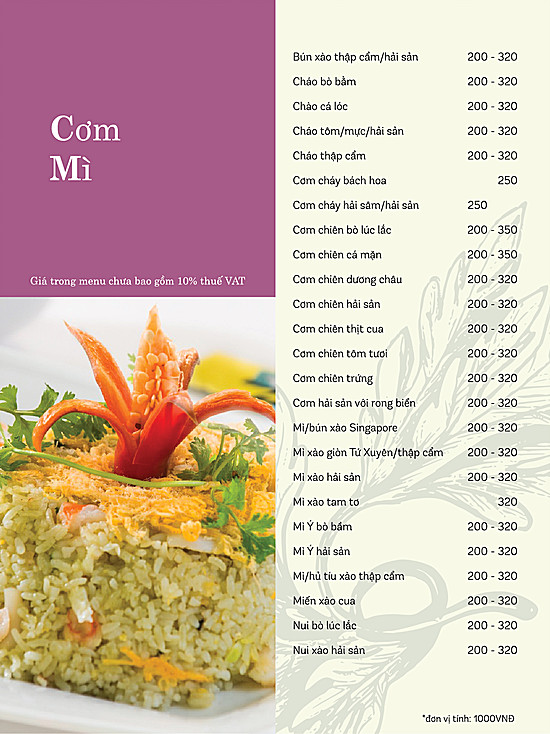 Cơm
Mì
Giá trong menu chưa bao gồm 10% thuế VAT
Bún xào thập cẩm/hải sản 200 - 320
Cháo bò bằm 200 - 320
Chào cá lóc 200 - 320
Cháo tôm/mực/hải sản 200 - 320
Cháo thập cẩm 200 - 320
Cơm cháy bách hoa 250
Cơm cháy hải sâm/hải sản 250
Cơm chiên bò lúc lắc 200 - 350
Cơm chiên cá mặn 200 - 350
Cơm chiên dương châu 200 - 320
Cơm chiên hải sản 200 - 320
Cơm chiên thịt cua 200 - 320
Cơm chiên tôm tươi 200 - 320
Cơm chiên trứng 200 - 320
Cơm hải sản với rong biển 200 - 320
Mì/bún xào Singapore 200 - 320
Mì xào giòn Tứ Xuyên/thập cẩm 200 - 320
Mì xào hải sản 200 - 320
Mì xào tam tơ 320
Mì Ý bò bầm 200 - 320
Mì Ý hải sản 200 - 320
Mì/hủ tíu xào thập cẩm 200 - 320
Miến xào cua 200 - 320
Nui bò lúc lắc 200 - 320
Nui xào hải sản 200 - 320
*đơn vị tính: 1000VNĐ